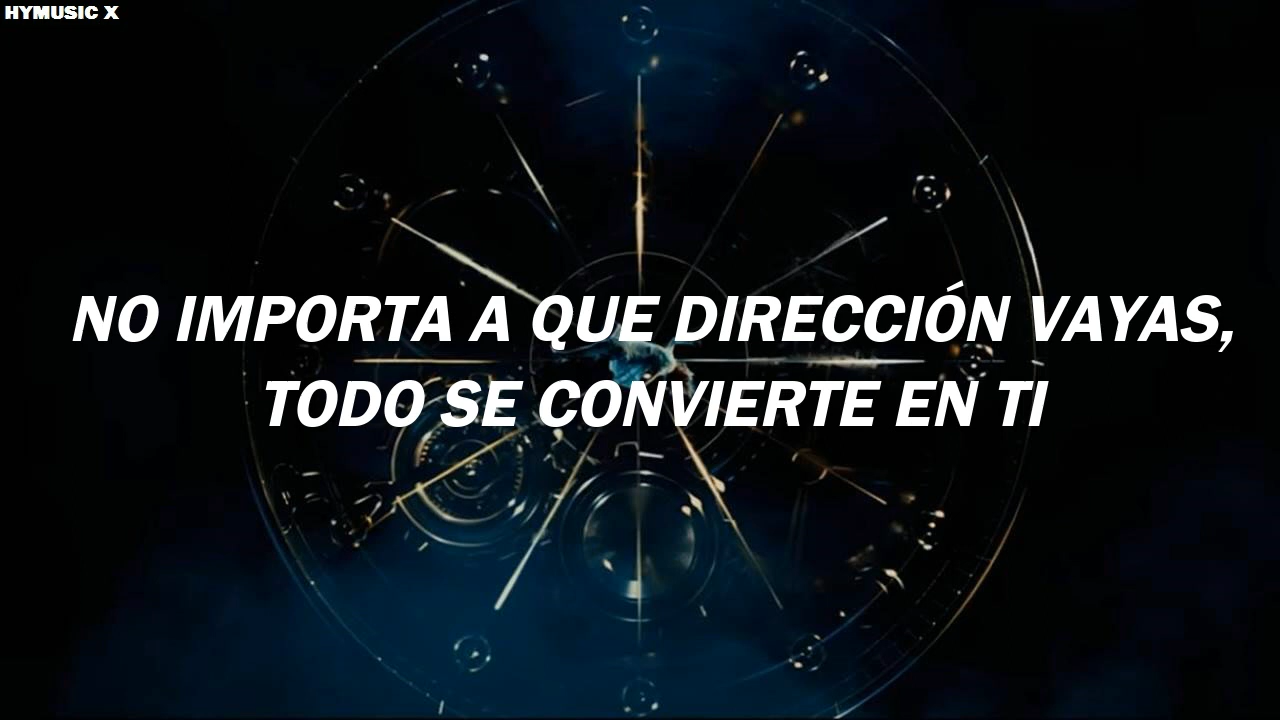 HYMUSIC X
NO IMPORTA A QUE DIRECCIÓN VAYAS,
TODO SE CONVIERTE EN TI